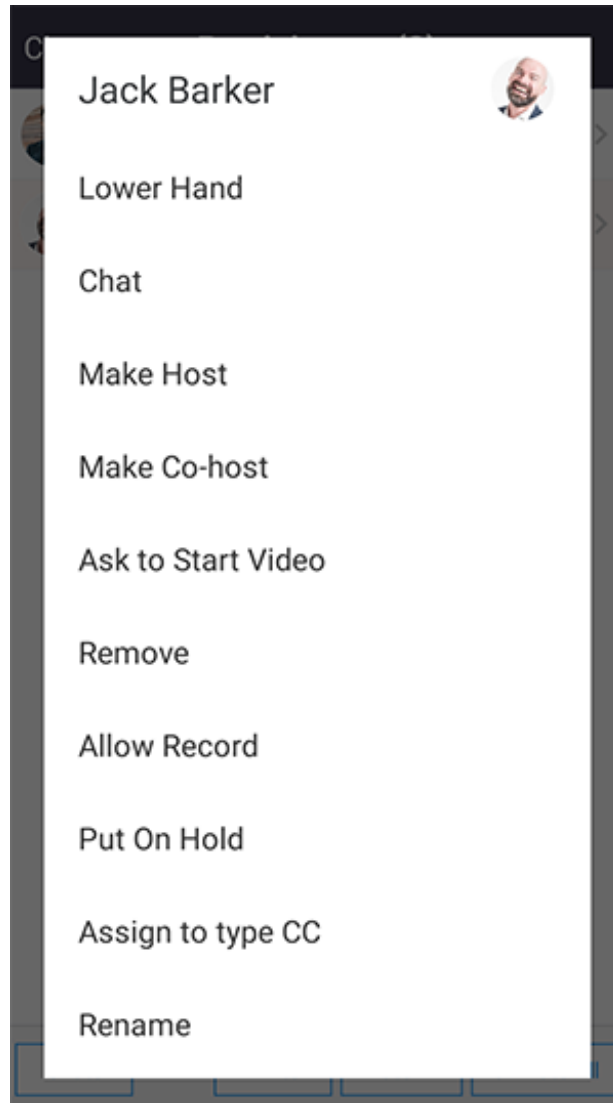 Jack Barker
Lower Hand
Chat
Make Host
Make Co-host
Ask to Start Video
Remove
Allow Record
Put On Hold
Assign to type CC
Rename